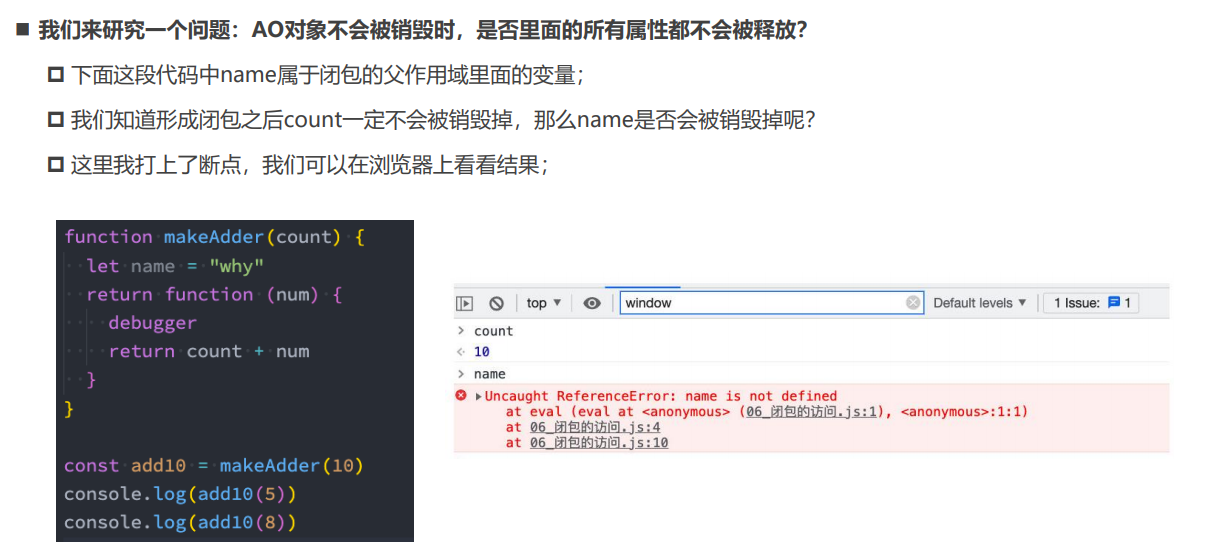 我们来研究一个问题：AO对象不会被销毁时，是否里面的所有属性都不会被释放？
下面这段代码中name属于闭包的父作用域里面的变量；
我们知道形成闭包之后count一定不会被销毁掉，那么name是否会被销毁掉呢？
这里我打上了断点，我们可以在浏览器上看看结果；
function makeAdder(count) {
let name = "why"
return function (num) {
debugger
return count + num
}
}
const add10 = makeAdder(10)
console.log(add10(5))
console.log(add10(8))
top ▼ window Default levels ▼ 1 Issue: 1
> count
10
> name
Uncaught ReferenceError: name is not defined
at eval (eval at <anonymous> (06_闭包的访问.js:1), <anonymous>:1:1)
at 06_闭包的访问.js:4
at 06_闭包的访问.js:10